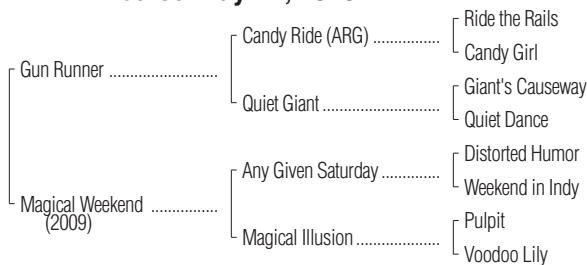 Ride the Rails
Candy Ride (ARG) ..................
Candy Girl
Gun Runner .............................
Giant's Causeway
Quiet Giant ................................
Quiet Dance
Distorted Humor
Any Given Saturday ................
Weekend in Indy
Magical Weekend ..................
(2009)
Pulpit
Magical Illusion ......................
Voodoo Lily